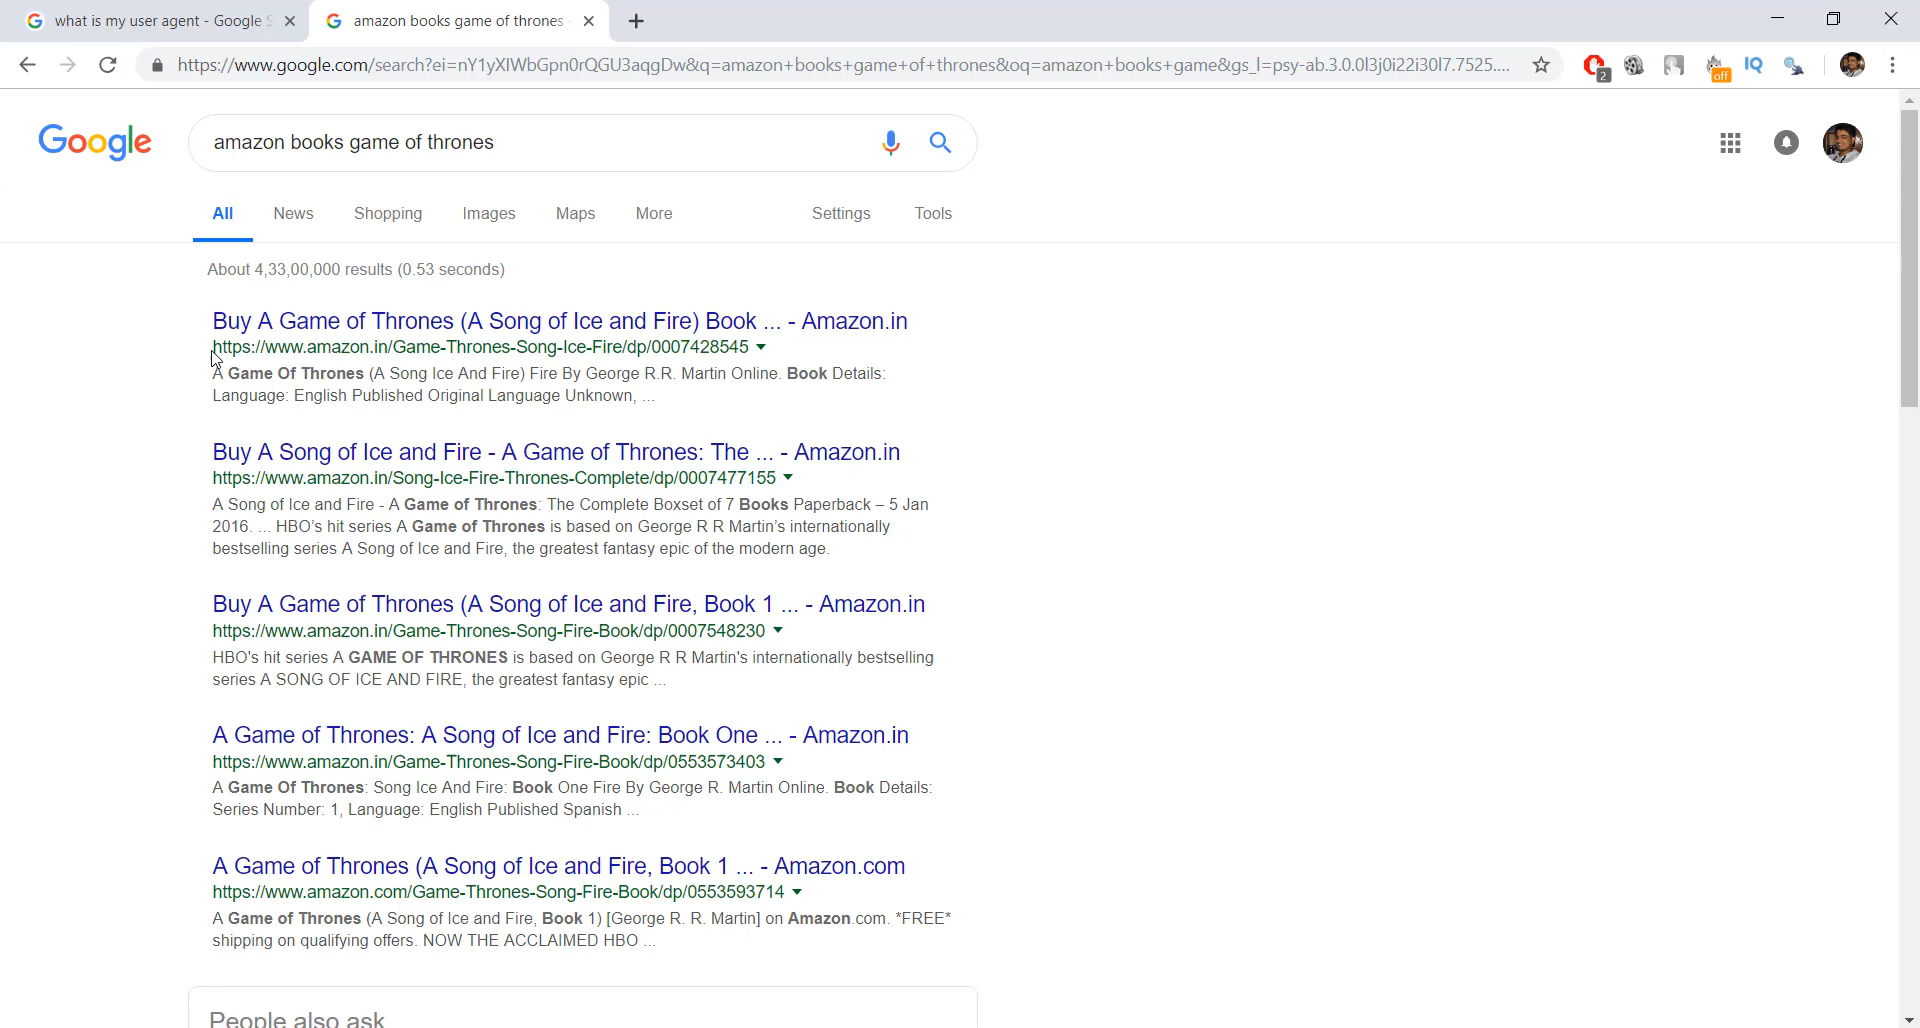 what is my user agent - Google S
amazon books game of thrones -
https://www.google.com/search?ei=nY1yXIWbGpn0rQGU3aqgDw&q=amazon+books+game+of+thrones&oq=amazon+books+game&gs_l=psy-ab.3.0.0l3j0i22i30l7.7525....
2
off
IQ
Google
amazon books game of thrones
All News Shopping Images Maps More Settings Tools
About 4,33,00,000 results (0.53 seconds)
Buy A Game of Thrones (A Song of Ice and Fire) Book ... - Amazon.in
https://www.amazon.in/Game-Thrones-Song-Ice-Fire/dp/0007428545
A Game Of Thrones (A Song Ice And Fire) Fire By George R.R. Martin Online. Book Details:
Language: English Published Original Language Unknown, ...
Buy A Song of Ice and Fire - A Game of Thrones: The ... - Amazon.in
https://www.amazon.in/Song-Ice-Fire-Thrones-Complete/dp/0007477155
A Song of Ice and Fire - A Game of Thrones: The Complete Boxset of 7 Books Paperback – 5 Jan
2016. ... HBO's hit series A Game of Thrones is based on George R R Martin's internationally
bestselling series A Song of Ice and Fire, the greatest fantasy epic of the modern age.
Buy A Game of Thrones (A Song of Ice and Fire, Book 1 ... - Amazon.in
https://www.amazon.in/Game-Thrones-Song-Fire-Book/dp/0007548230
HBO's hit series A GAME OF THRONES is based on George R R Martin's internationally bestselling
series A SONG OF ICE AND FIRE, the greatest fantasy epic ...
A Game of Thrones: A Song of Ice and Fire: Book One ... - Amazon.in
https://www.amazon.in/Game-Thrones-Song-Fire-Book/dp/0553573403
A Game Of Thrones: Song Ice And Fire: Book One Fire By George R. Martin Online. Book Details:
Series Number: 1, Language: English Published Spanish ...
A Game of Thrones (A Song of Ice and Fire, Book 1 ... - Amazon.com
https://www.amazon.com/Game-Thrones-Song-Fire-Book/dp/0553593714
A Game of Thrones (A Song of Ice and Fire, Book 1) [George R. R. Martin] on Amazon.com. *FREE*
shipping on qualifying offers. NOW THE ACCLAIMED HBO ...
People also ask